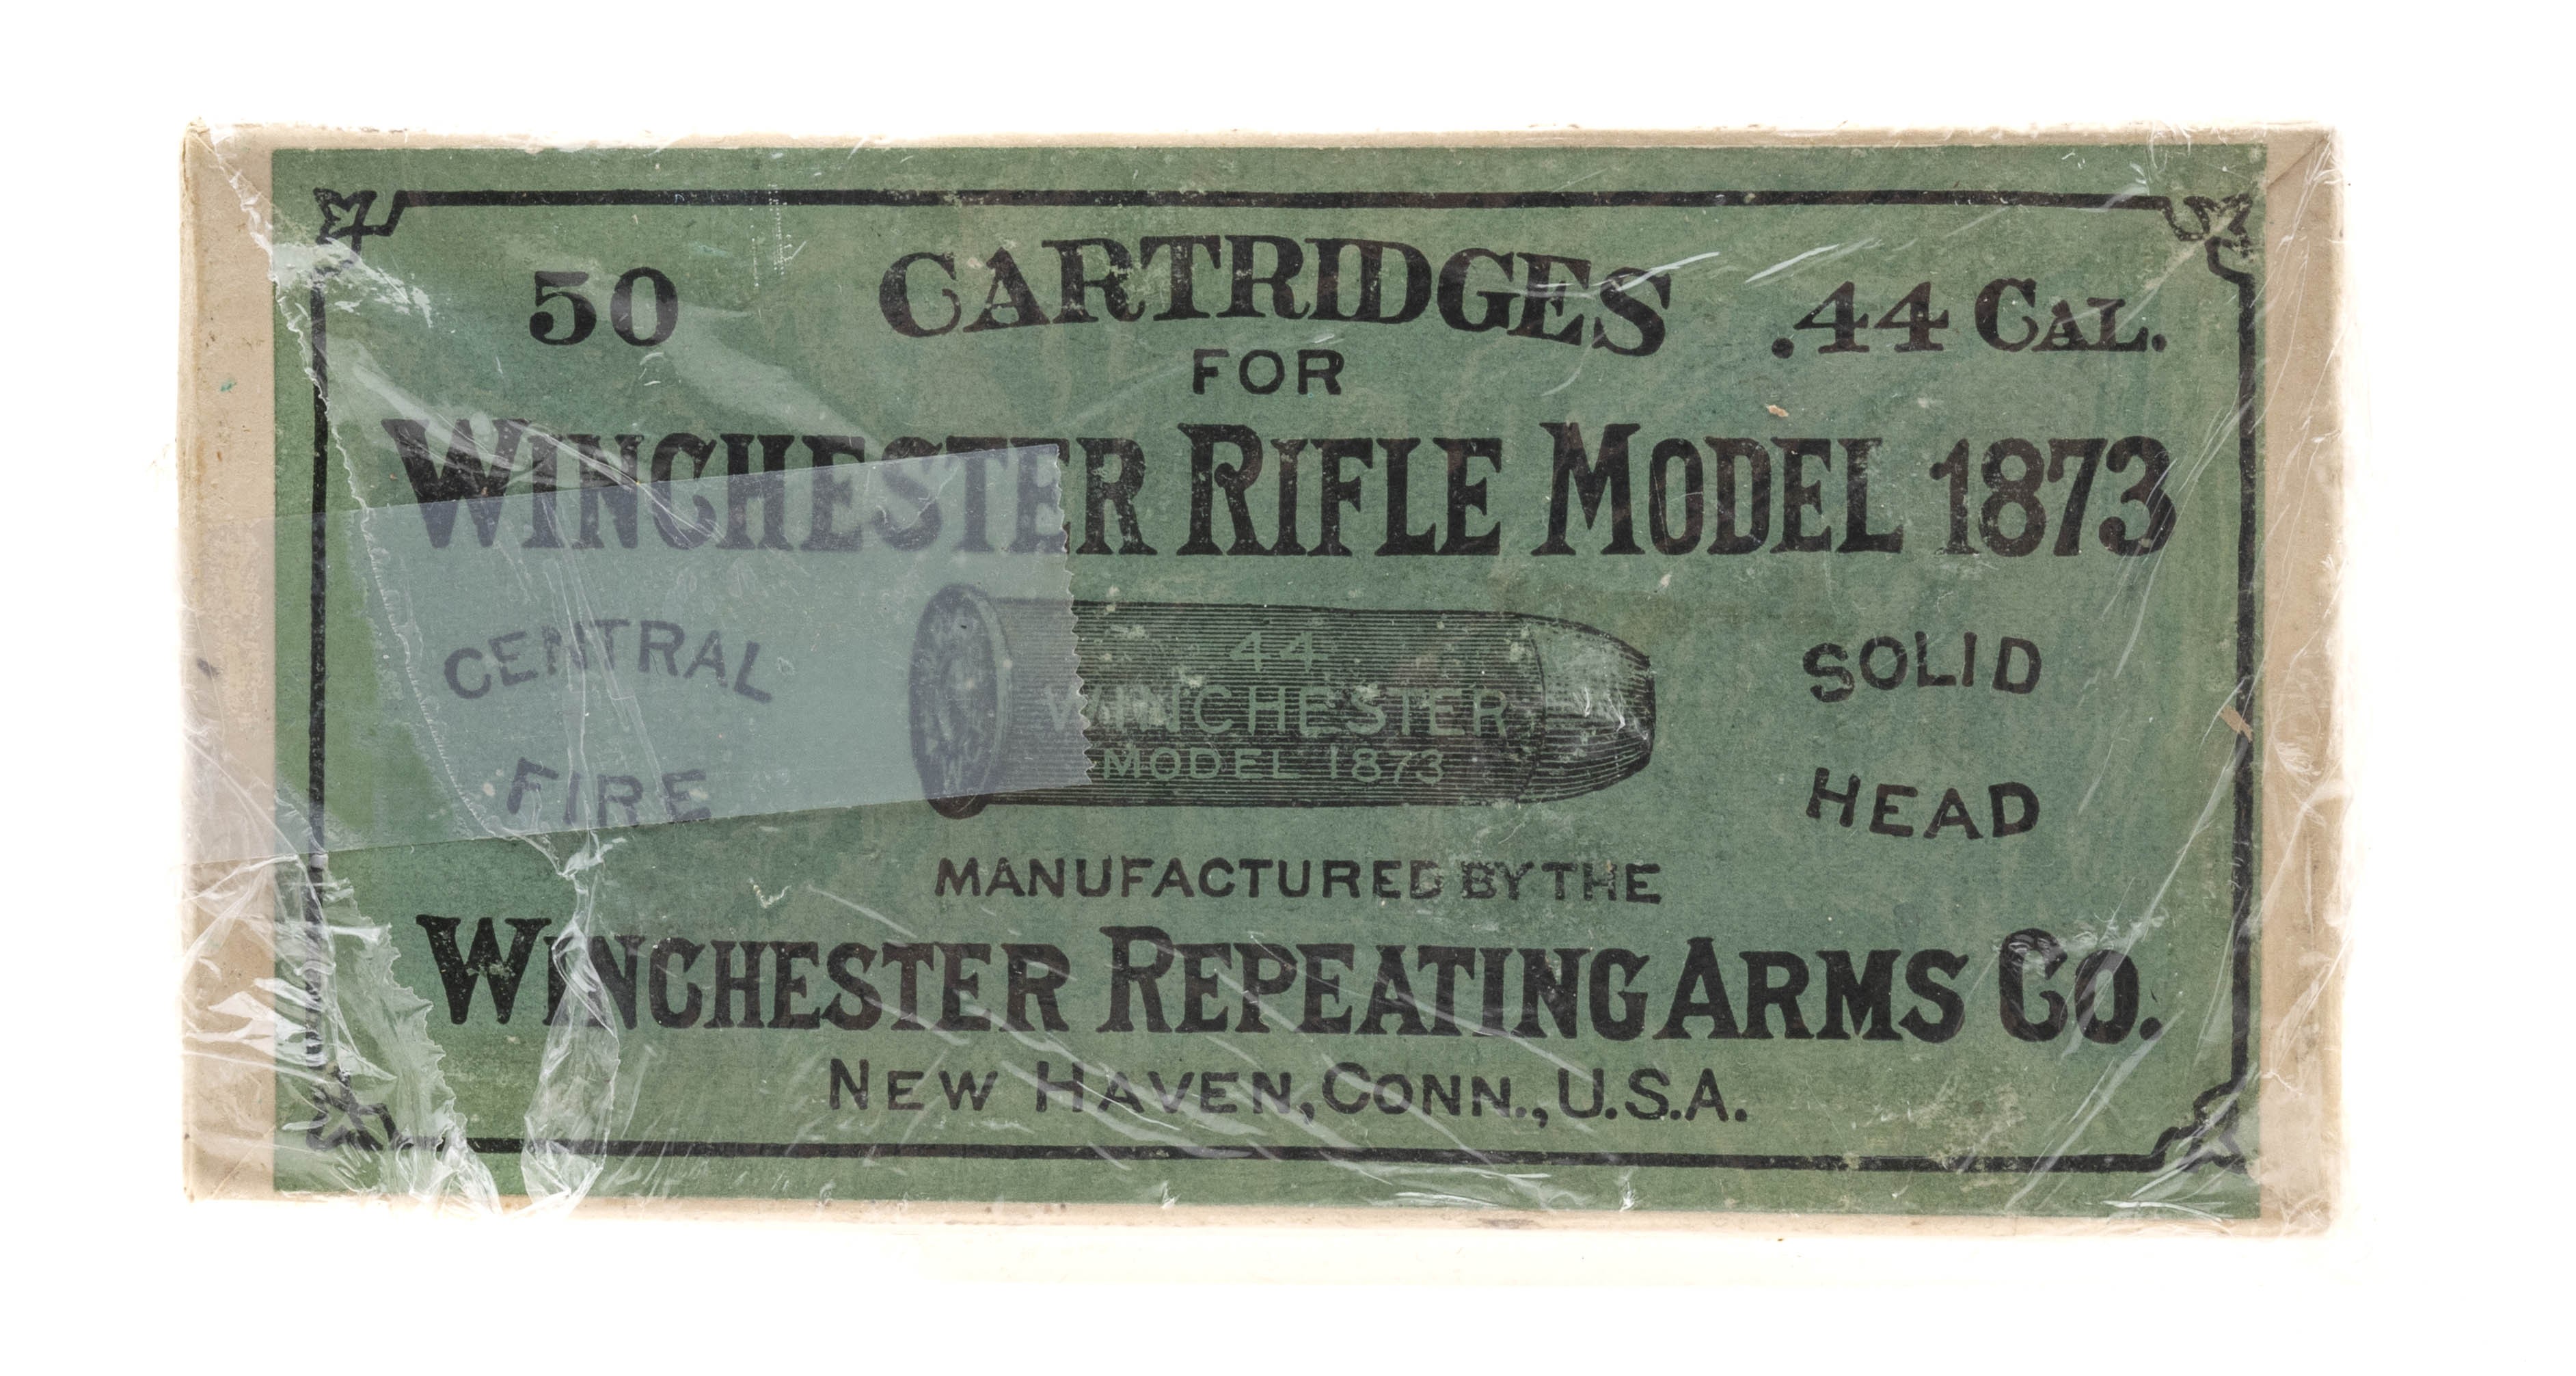 50 CARTRIDGES .44 CAL.
FOR
WINCHESTER RIFLE MODEL 1873
CENTRAL
FIRE
44
WINCHESTER
MODEL 1873
SOLID
HEAD
MANUFACTURED BY THE
WINCHESTER REPEATING ARMS CO.
NEW HAVEN, CONN., U.S.A.